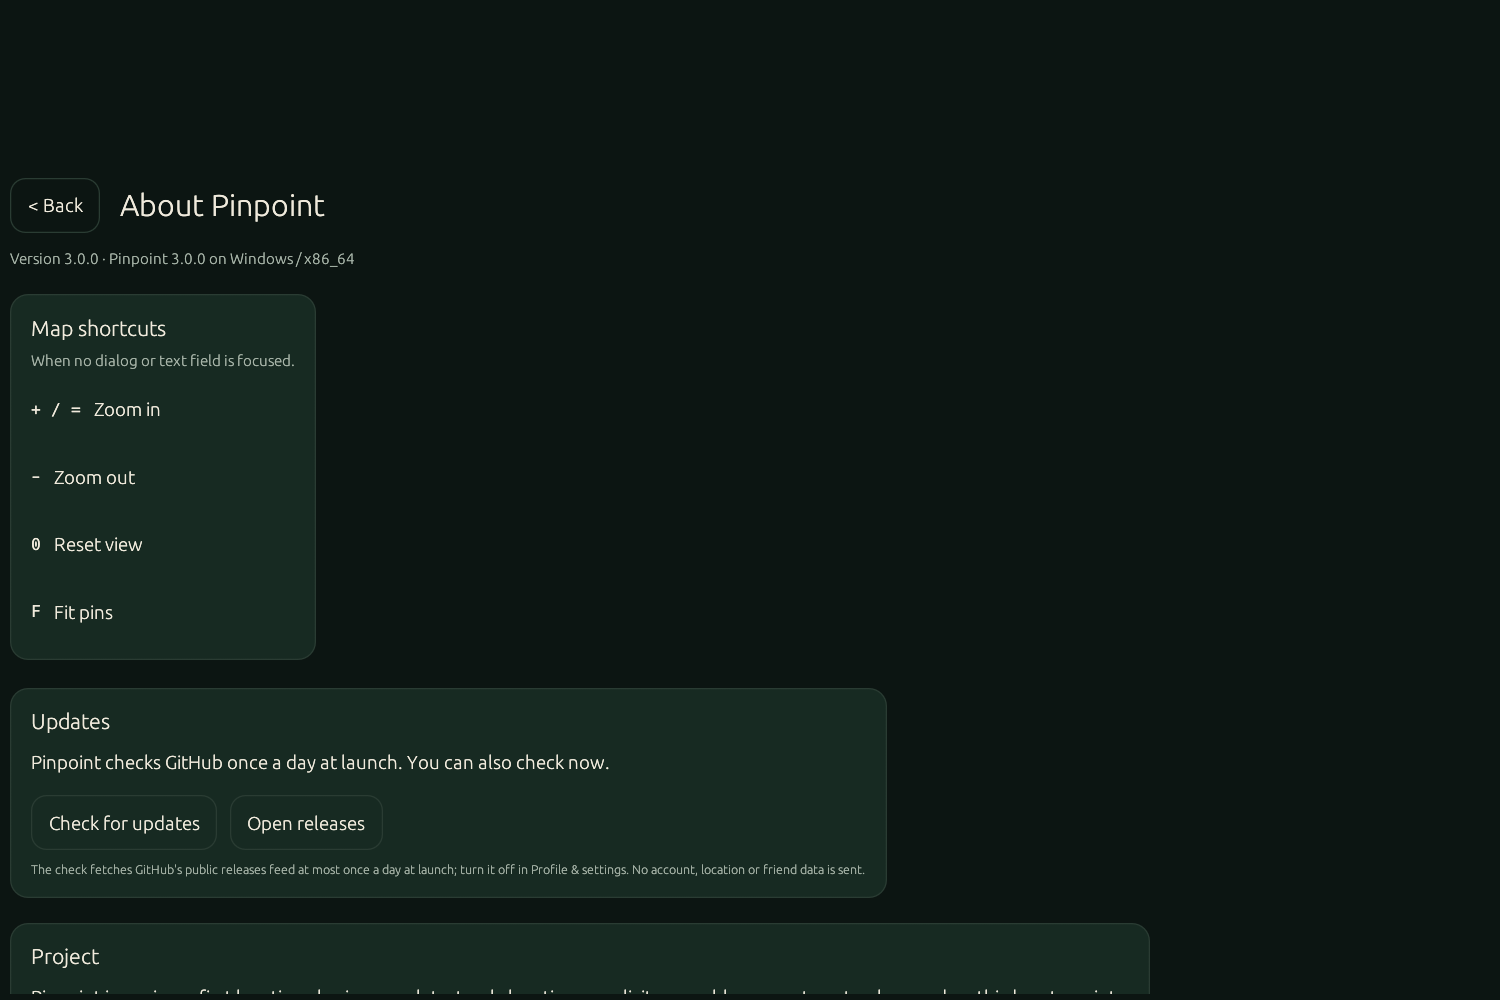 < Back
About Pinpoint
Version 3.0.0 · Pinpoint 3.0.0 on Windows / x86_64
Map shortcuts
When no dialog or text field is focused.
+ / = Zoom in
- Zoom out
0 Reset view
F Fit pins
Updates
Pinpoint checks GitHub once a day at launch. You can also check now.
Check for updates
Open releases
The check fetches GitHub's public releases feed at most once a day at launch; turn it off in Profile & settings. No account, location or friend data is sent.
Project